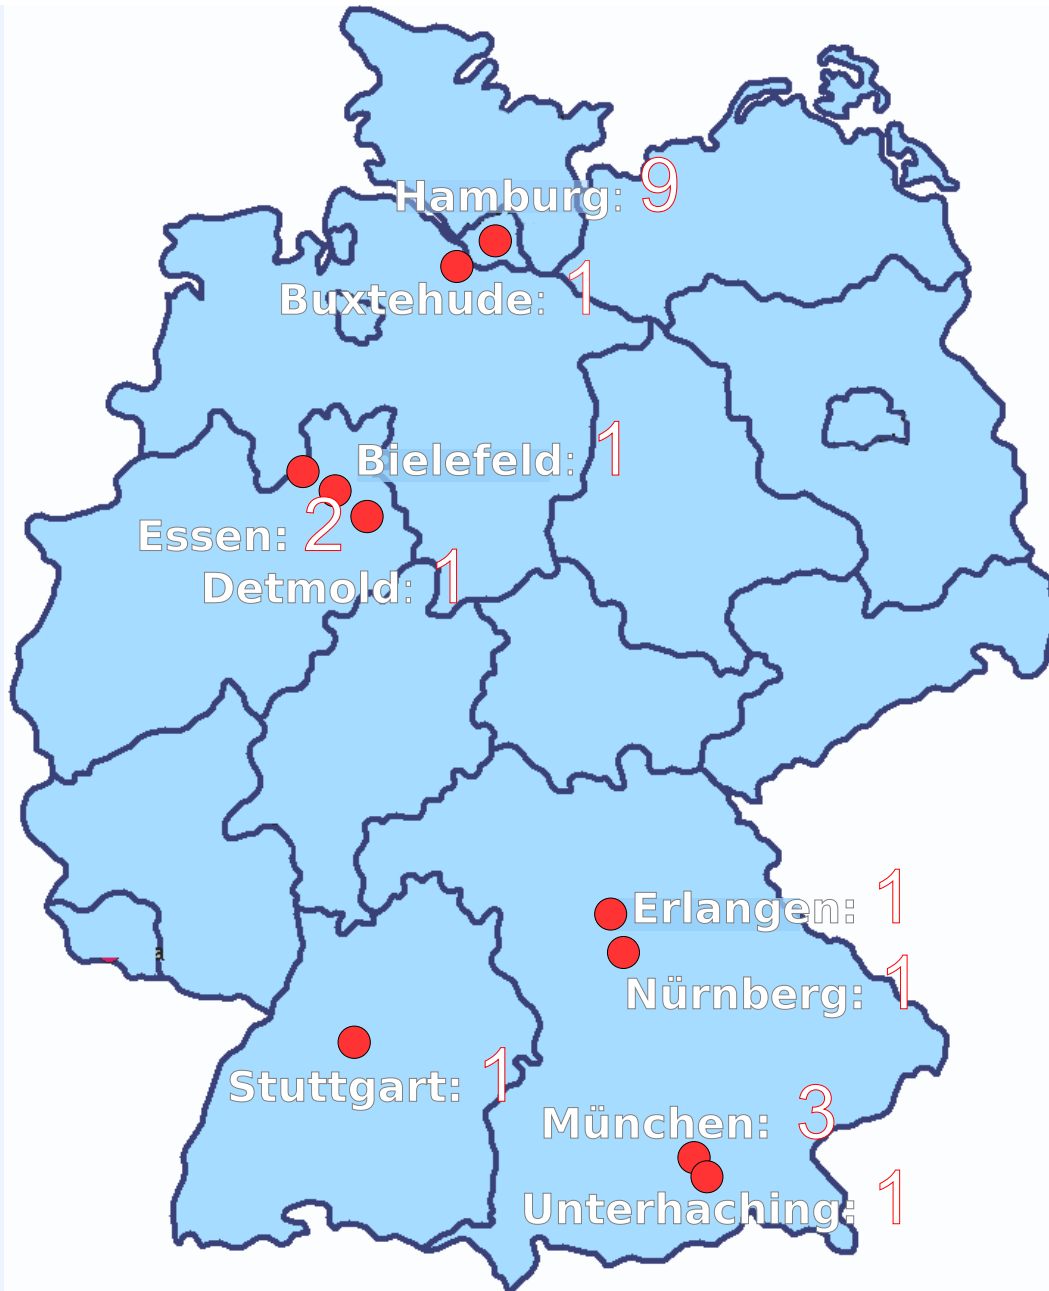 Hamburg: 9
Buxtehude: 1
Bielefeld: 1
Essen: 2
Detmold: 1
Erlangen: 1
Nürnberg: 1
Stuttgart: 1
München: 3
Unterhaching: 1